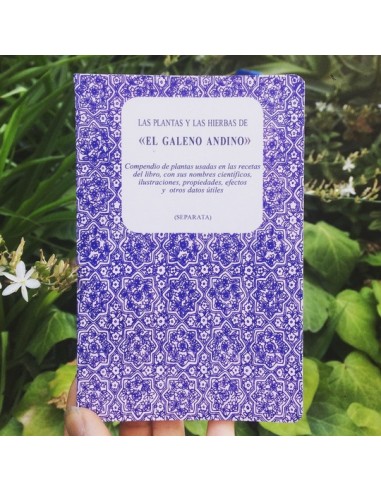 LAS PLANTAS Y LAS HIERBAS DE
«EL GALENO ANDINO»
Compendio de plantas usadas en las recetas
del libro, con sus nombres científicos,
ilustraciones, propiedades, efectos
y otros datos útiles
(SEPARATA)